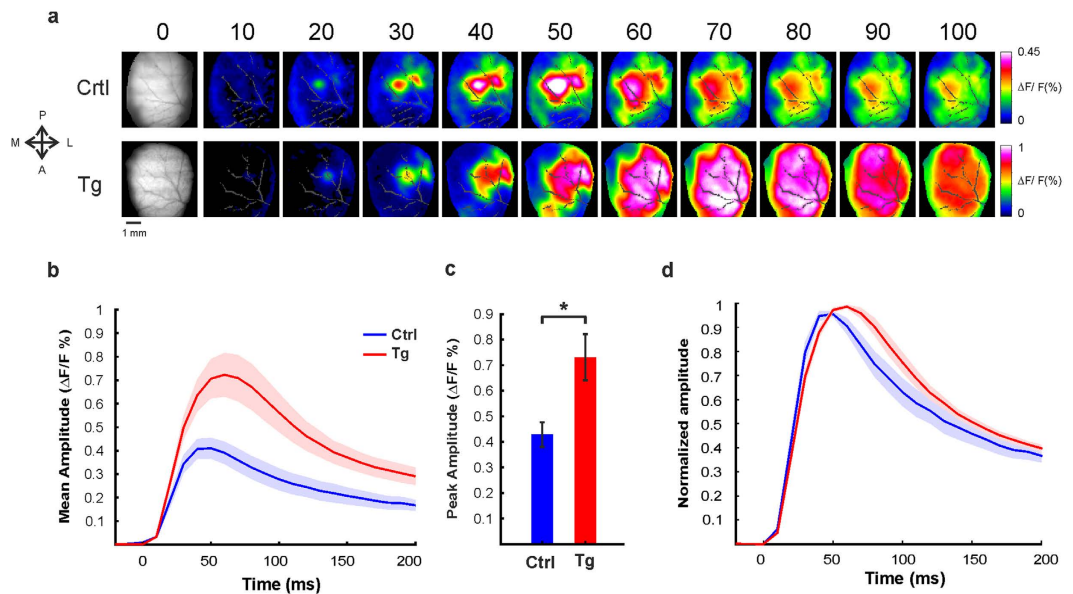 a
0 10 20 30 40 50 60 70 80 90 100
Crtl
0.45
ΔF/ F(%)
0
P
M L
A
Tg
1
ΔF/ F(%)
0
1 mm
b
1
0.9
0.8
0.7
0.6
0.5
0.4
0.3
0.2
0.1
Mean Amplitude (ΔF/F %)
0 50 100 150 200
Time (ms)
Ctrl
Tg
c
0.9
0.8
0.7
0.6
0.5
0.4
0.3
0.2
0.1
Peak Amplitude (ΔF/F %)
*
Ctrl Tg
d
1
0.9
0.8
0.7
0.6
0.5
0.4
0.3
0.2
0.1
Normalized amplitude
0 50 100 150 200
Time (ms)